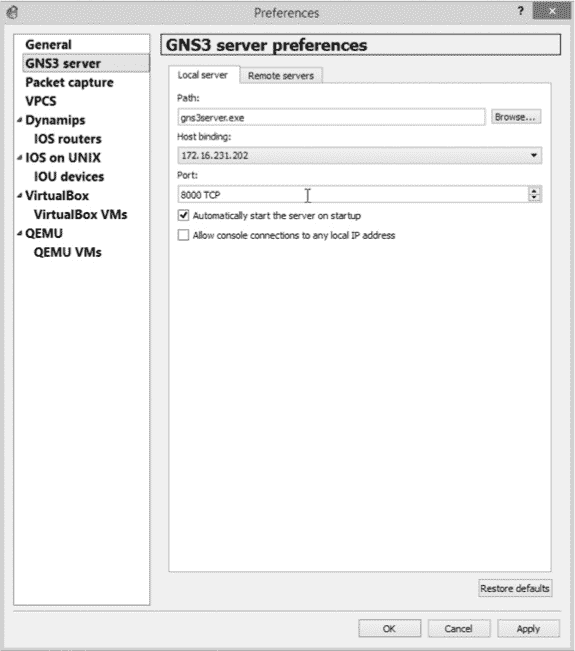 Preferences
?
General
GNS3 server
Packet capture
VPCS
Dynamips
IOS routers
IOS on UNIX
IOU devices
VirtualBox
VirtualBox VMs
QEMU
QEMU VMs
GNS3 server preferences
Local server
Remote servers
Path:
gns3server.exe
Browse...
Host binding:
172.16.231.202
Port:
8000 TCP
Automatically start the server on startup
Allow console connections to any local IP address
Restore defaults
OK
Cancel
Apply